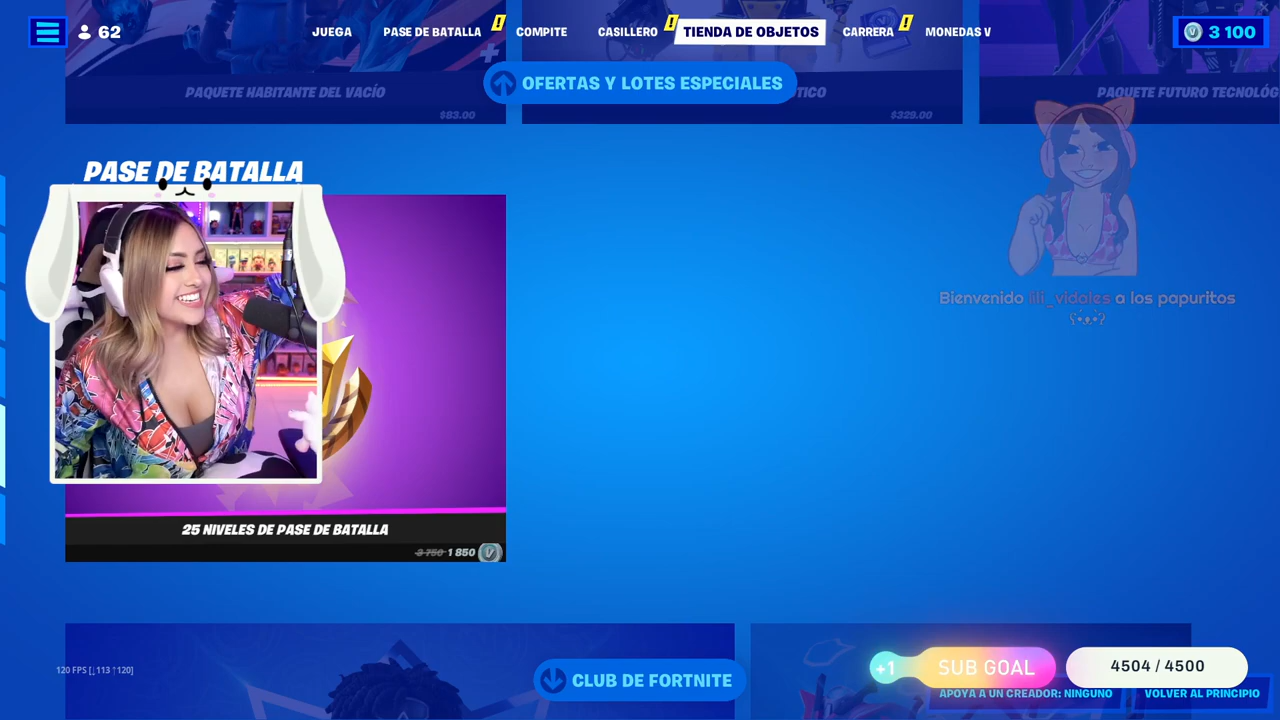 62
JUEGA
PASE DE BATALLA
COMPITE
CASILLERO
TIENDA DE OBJETOS
CARRERA
MONEDAS V
3 100
OFERTAS Y LOTES ESPECIALES
PAQUETE HABITANTE DEL VACÍO
$83.00
TICO
$329.00
PAQUETE FUTURO TECNOLÓG
PASE DE BATALLA
Bienvenido lili_vidales a los papuritos
25 NIVELES DE PASE DE BATALLA
3 750 1 850
120 FPS [↓113 ↑120]
CLUB DE FORTNITE
+1 SUB GOAL
4504 / 4500
APOYA A UN CREADOR: NINGUNO
VOLVER AL PRINCIPIO